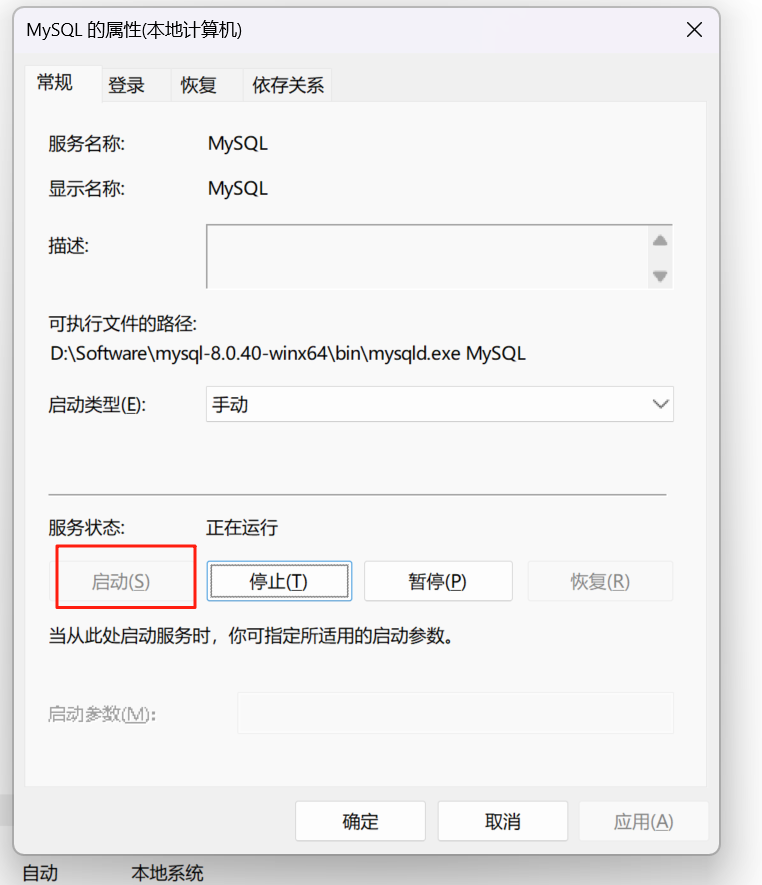 MySQL 的属性(本地计算机)
常规 登录 恢复 依存关系
服务名称: MySQL
显示名称: MySQL
描述:
可执行文件的路径:
D:\Software\mysql-8.0.40-winx64\bin\mysqld.exe MySQL
启动类型(E): 手动
服务状态: 正在运行
启动(S) 停止(T) 暂停(P) 恢复(R)
当从此处启动服务时，你可指定所适用的启动参数。
启动参数(M):
确定 取消 应用(A)
自动 本地系统